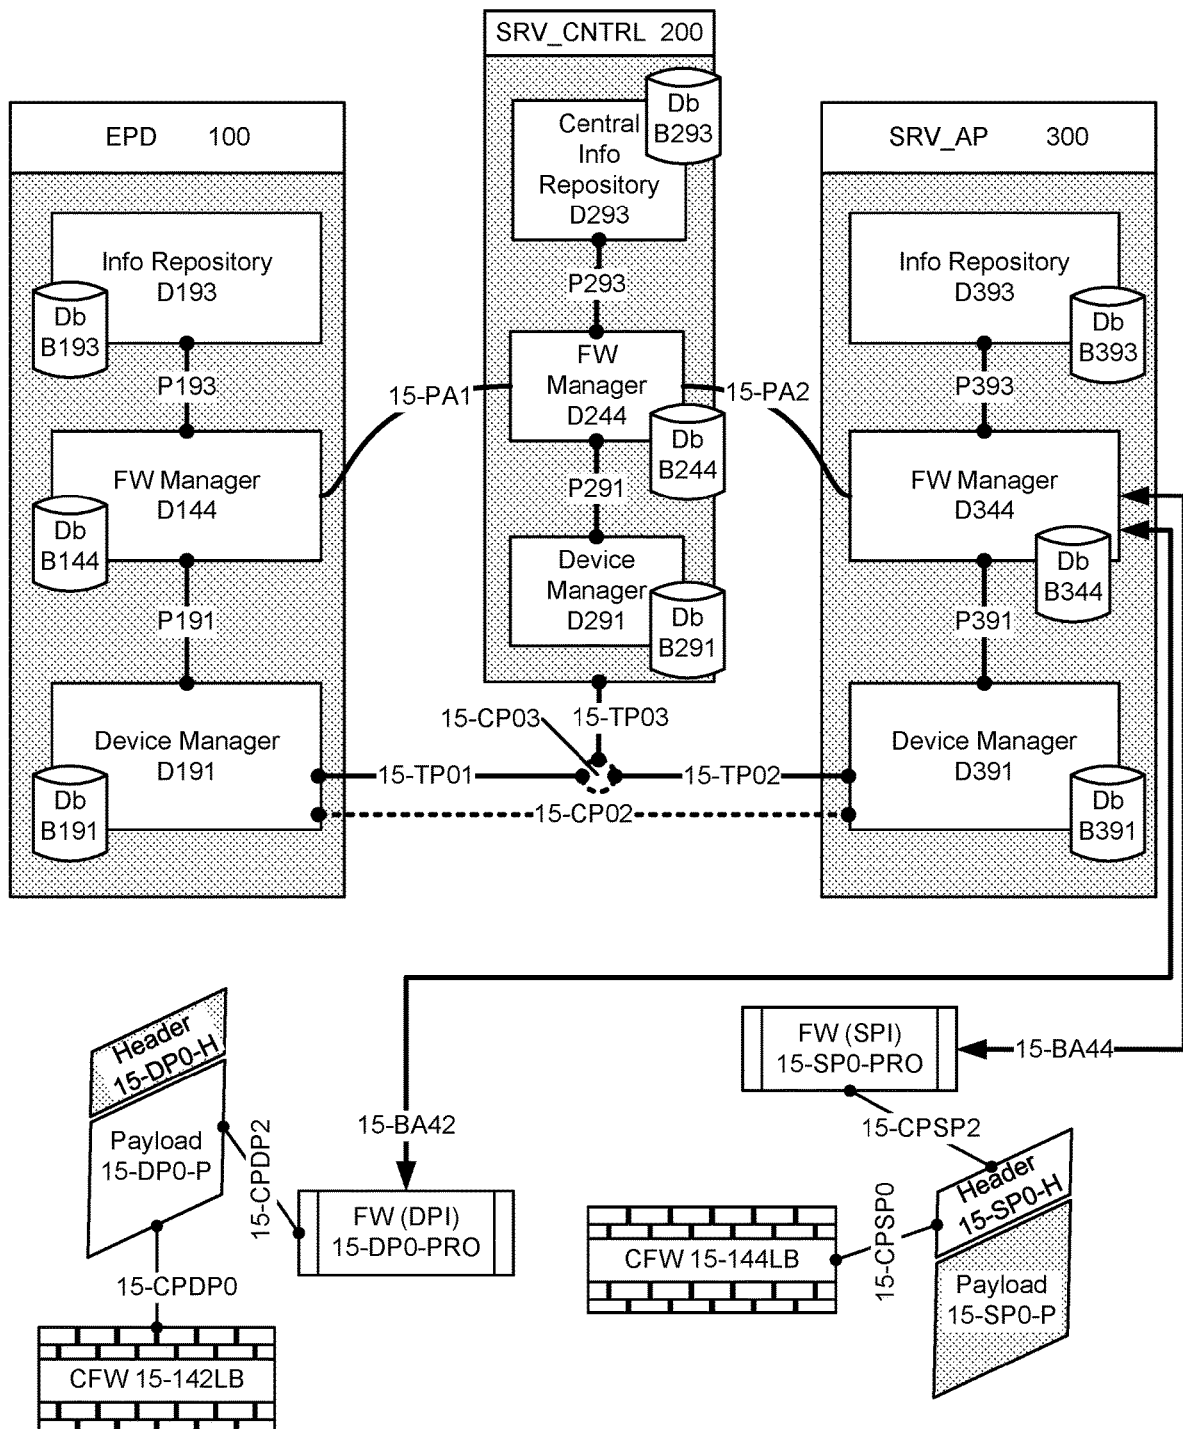 SRV_CNTRL 200
Db
B293
Central
Info
Repository
D293
P293
FW
Manager
D244
Db
B244
P291
Device
Manager
D291
Db
B291
EPD 100
Info Repository
D193
Db
B193
P193
FW Manager
D144
Db
B144
P191
Device Manager
D191
Db
B191
SRV_AP 300
Info Repository
D393
Db
B393
P393
FW Manager
D344
Db
B344
P391
Device Manager
D391
Db
B391
15-PA1
15-PA2
15-CP03
15-TP03
15-TP01
15-TP02
15-CP02
Header
15-DP0-H
Payload
15-DP0-P
15-CPDP2
15-CPDP0
CFW 15-142LB
15-BA42
FW (DPI)
15-DP0-PRO
FW (SPI)
15-SP0-PRO
15-BA44
15-CPSP2
Header
15-SP0-H
Payload
15-SP0-P
15-CPSP0
CFW 15-144LB